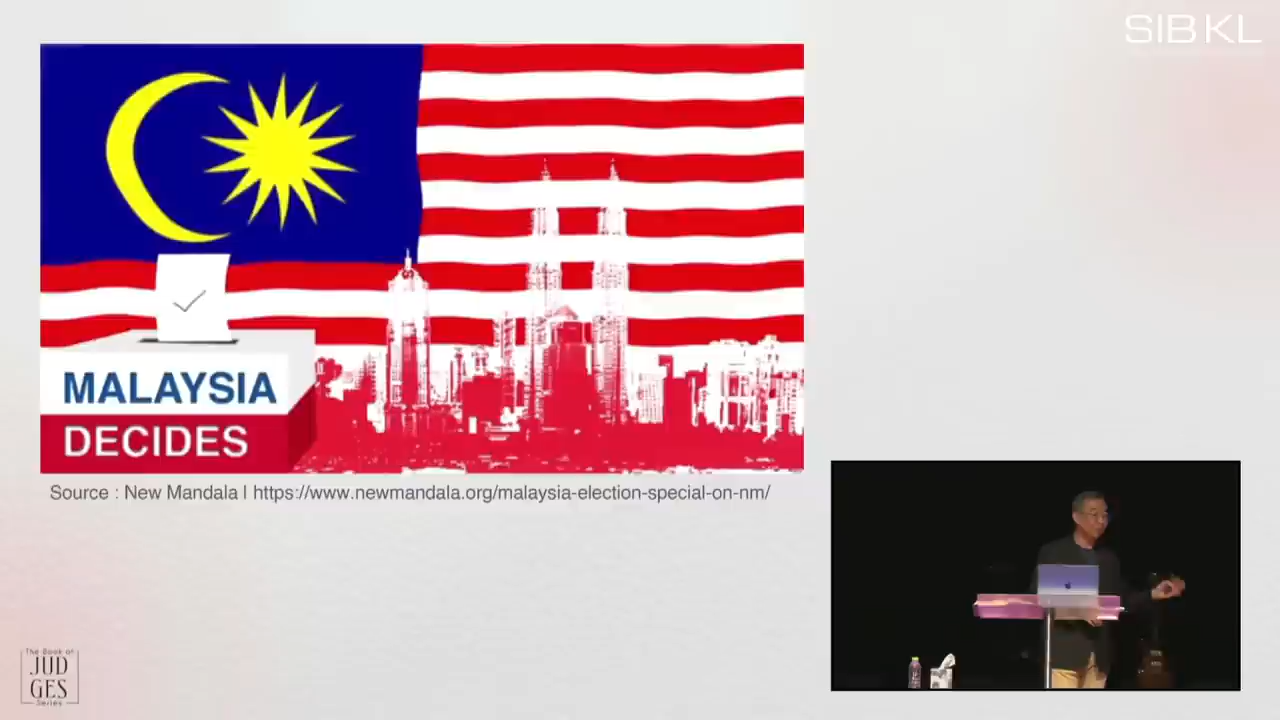 SIBKL
MALAYSIA
DECIDES
Source : New Mandala I https://www.newmandala.org/malaysia-election-special-on-nm/
The Book of
JUD
GES
Series